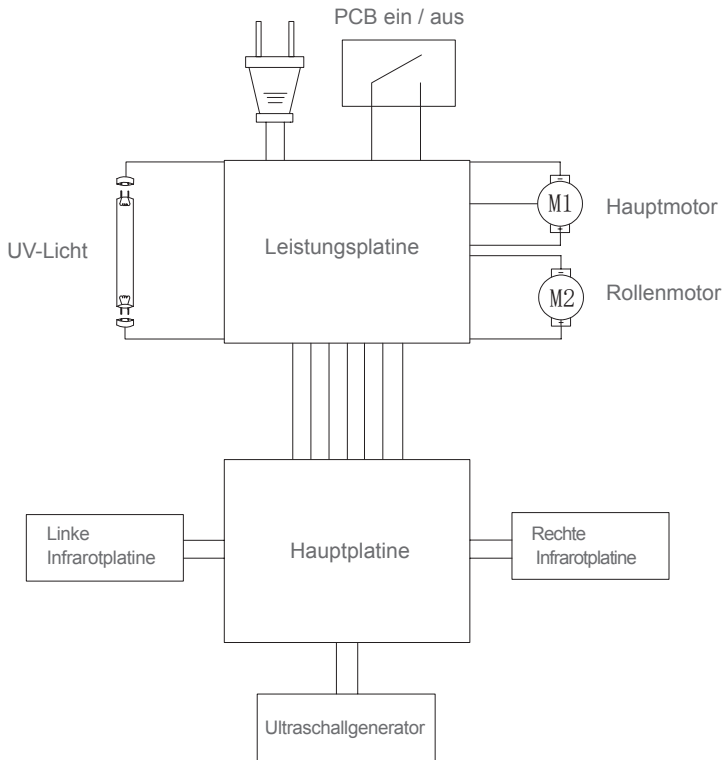 PCB ein / aus
M1
Hauptmotor
UV-Licht
Leistungsplatine
M2
Rollenmotor
Linke
Infrarotplatine
Hauptplatine
Rechte
Infrarotplatine
Ultraschallgenerator